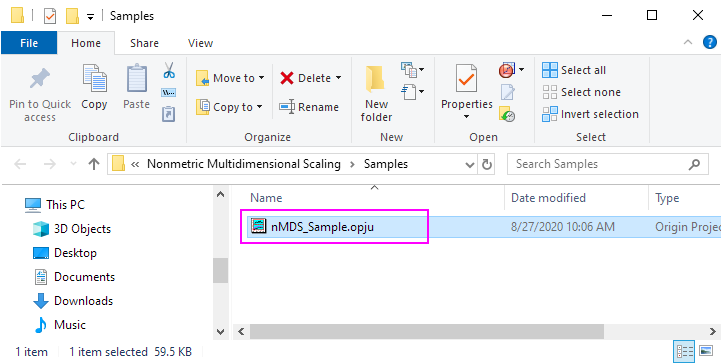 Samples
File Home Share View
Pin to Quick access
Copy
Paste
Move to
Copy to
Delete
Rename
New folder
Properties
Select all
Select none
Invert selection
Clipboard Organize New Open Select
« Nonmetric Multidimensional Scaling Samples
Search Samples
Name Date modified Type
This PC
3D Objects
Desktop
Documents
Downloads
Music
nMDS_Sample.opju 8/27/2020 10:06 AM Origin Projec
1 item 1 item selected 59.5 KB